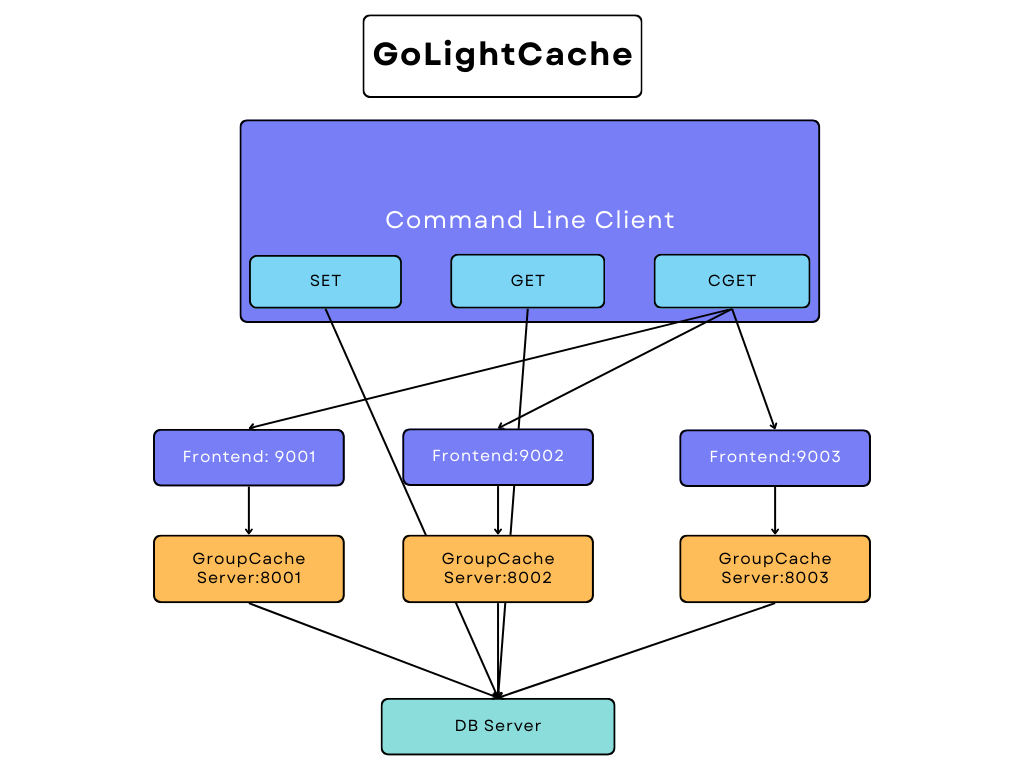 GoLightCache
Command Line Client
SET
GET
CGET
Frontend: 9001
Frontend:9002
Frontend:9003
GroupCache
Server:8001
GroupCache
Server:8002
GroupCache
Server:8003
DB Server